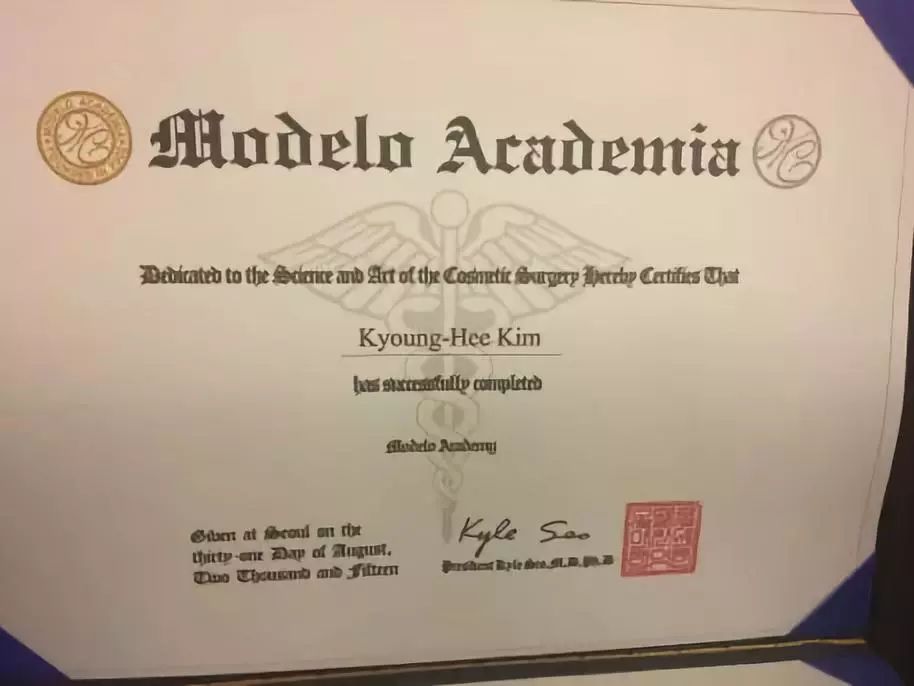 Modelo Academia
Dedicated to the Science and Art of the Cosmetic Surgery Hereby Certifies That
Kyoung-Hee Kim
has successfully completed
Modelo Academy
Given at Seoul on the
thirty-one Day of August,
Two Thousand and Fifteen
Kyle Seo
President Kyle Seo, M.D, Ph.D